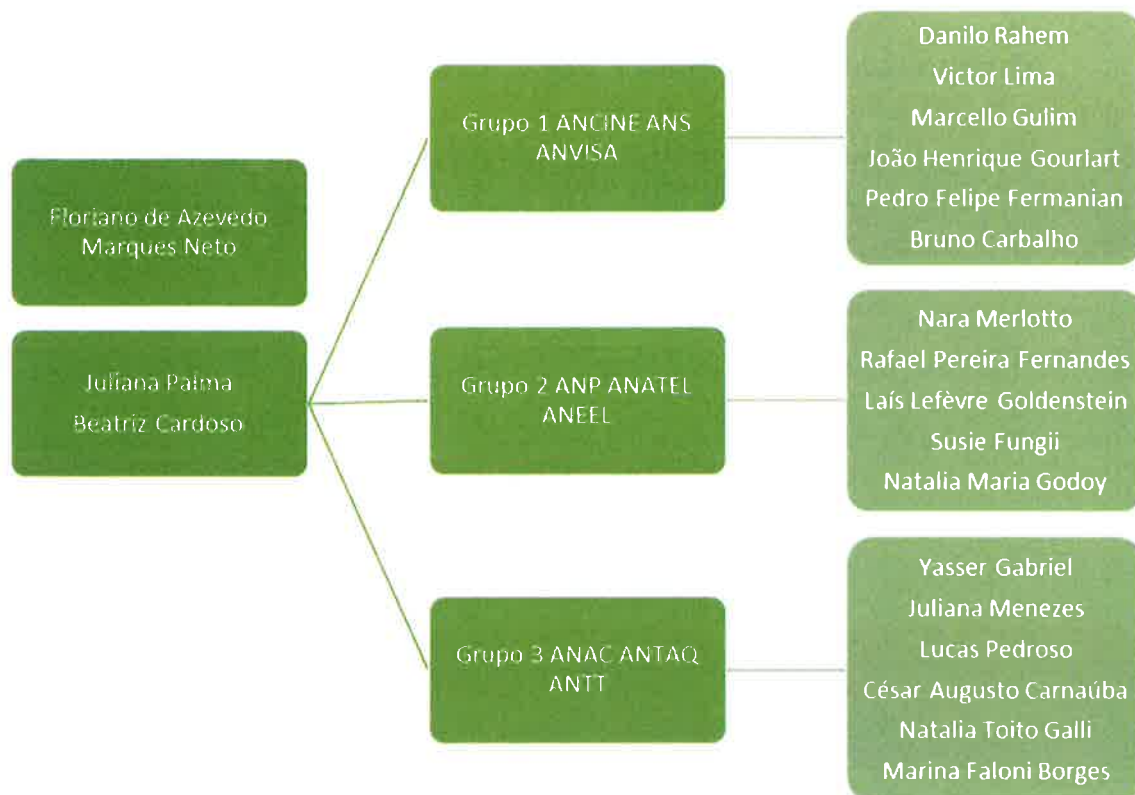 Floriano de Azevedo
Marques Neto
Juliana Palma
Beatriz Cardoso
Grupo 1 ANCINE ANS
ANVISA
Danilo Rahem
Victor Lima
Marcello Gulim
João Henrique Gourlart
Pedro Felipe Fermanian
Bruno Carbalho
Grupo 2 ANP ANATEL
ANEEL
Nara Merlotto
Rafael Pereira Fernandes
Laís Lefèvre Goldenstein
Susie Fungii
Natalia Maria Godoy
Grupo 3 ANAC ANTAQ
ANTT
Yasser Gabriel
Juliana Menezes
Lucas Pedroso
César Augusto Carnaúba
Natalia Toito Galli
Marina Faloni Borges